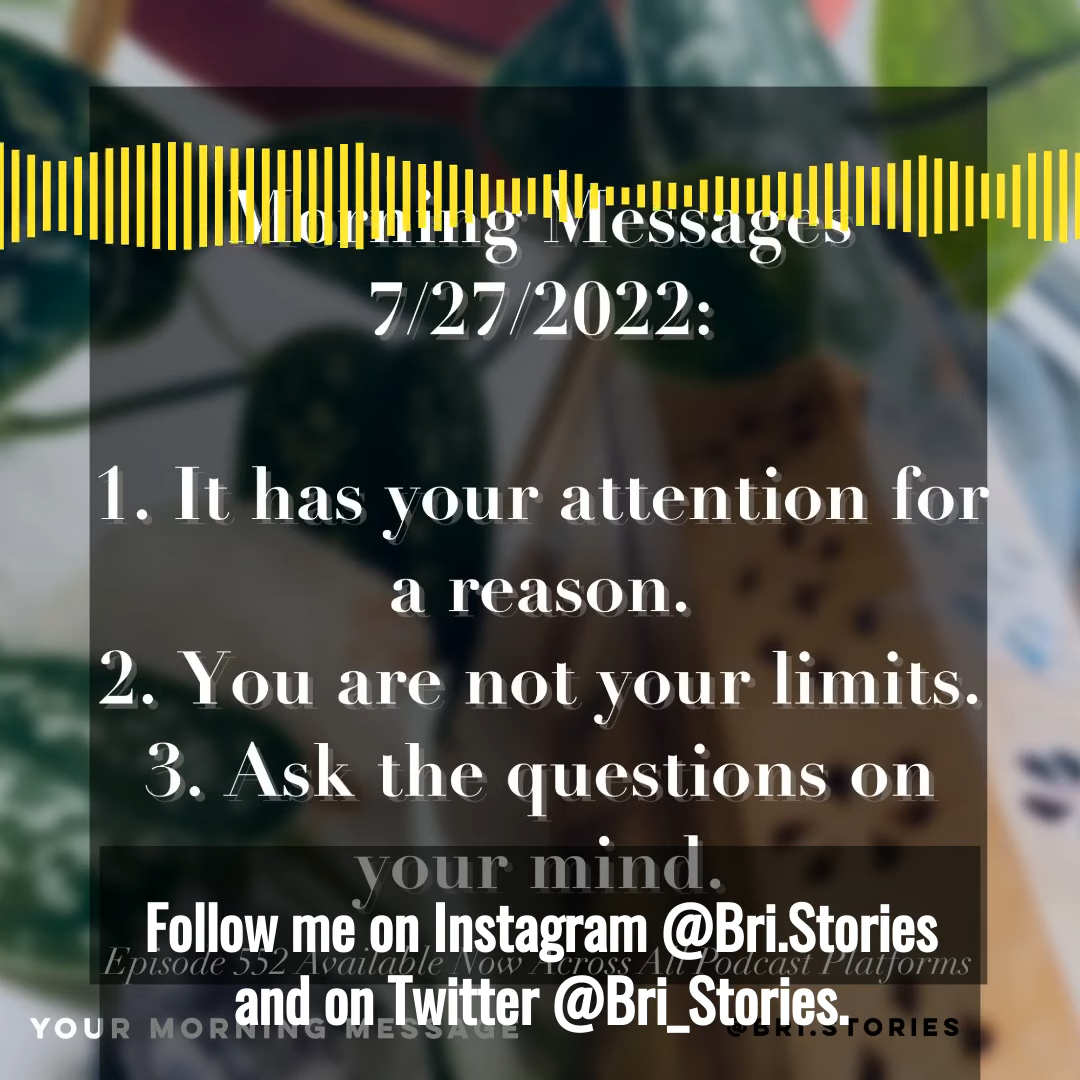 Morning Messages
7/27/2022:
1. It has your attention for
a reason.
2. You are not your limits.
3. Ask the questions on
your mind.
Follow me on Instagram @Bri.Stories
Episode 552 Available Now Across All Podcast Platforms
and on Twitter @Bri_Stories.
YOUR MORNING MESSAGE
@BRI.STORIES